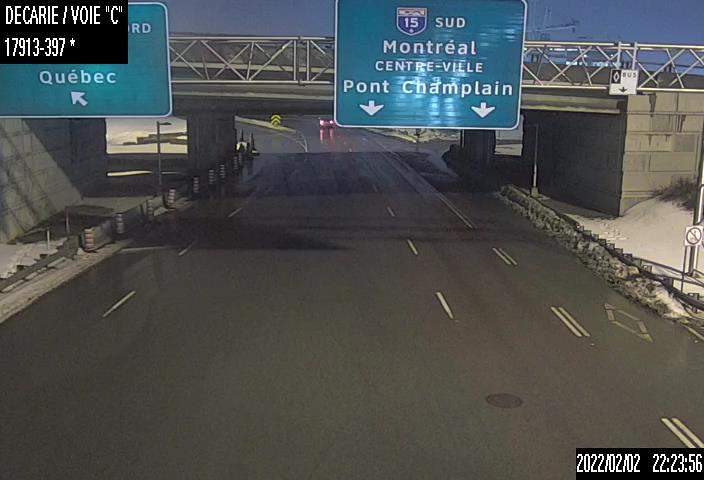 DECARIE / VOIE "C"
17913-397 *
Québec
15 SUD
Montréal
CENTRE-VILLE
Pont Champlain
BUS
2022/02/02 22:23:56